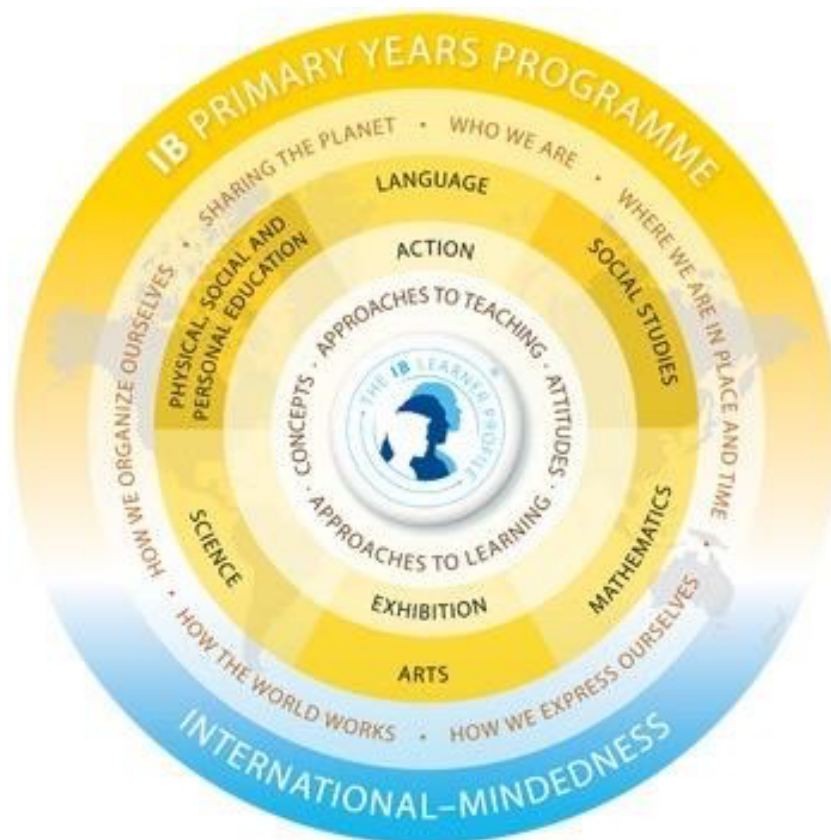 IB PRIMARY YEARS PROGRAMME
SHARING THE PLANET • WHO WE ARE • WHERE WE ARE IN PLACE AND TIME •
HOW WE ORGANIZE OURSELVES •
LANGUAGE
PHYSICAL, SOCIAL AND
PERSONAL EDUCATION
SOCIAL STUDIES
ACTION
CONCEPTS · APPROACHES TO TEACHING · ATTITUDES ·
THE IB LEARNER PROFILE
®
APPROACHES TO LEARNING ·
SCIENCE
MATHEMATICS
EXHIBITION
ARTS
HOW THE WORLD WORKS • HOW WE EXPRESS OURSELVES
INTERNATIONAL–MINDEDNESS